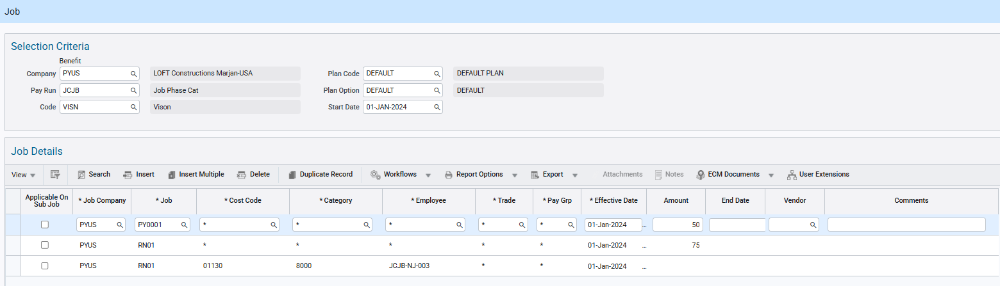 Job
Selection Criteria
Benefit
Company PYUS LOFT Constructions Marjan-USA Plan Code DEFAULT DEFAULT PLAN
Pay Run JCJB Job Phase Cat Plan Option DEFAULT DEFAULT
Code VISN Vison Start Date 01-JAN-2024
Job Details
View Search Insert Insert Multiple Delete Duplicate Record Workflows Report Options Export Attachments Notes ECM Documents User Extensions
Applicable On Sub Job * Job Company * Job * Cost Code * Category * Employee * Trade * Pay Grp * Effective Date Amount End Date Vendor Comments
PYUS PY0001 * * * * * 01-Jan-2024 ... 50
PYUS RN01 * * * * * 01-Jan-2024 ... 75
PYUS RN01 01130 8000 JCJB-NJ-003 * * 01-Jan-2024 ...